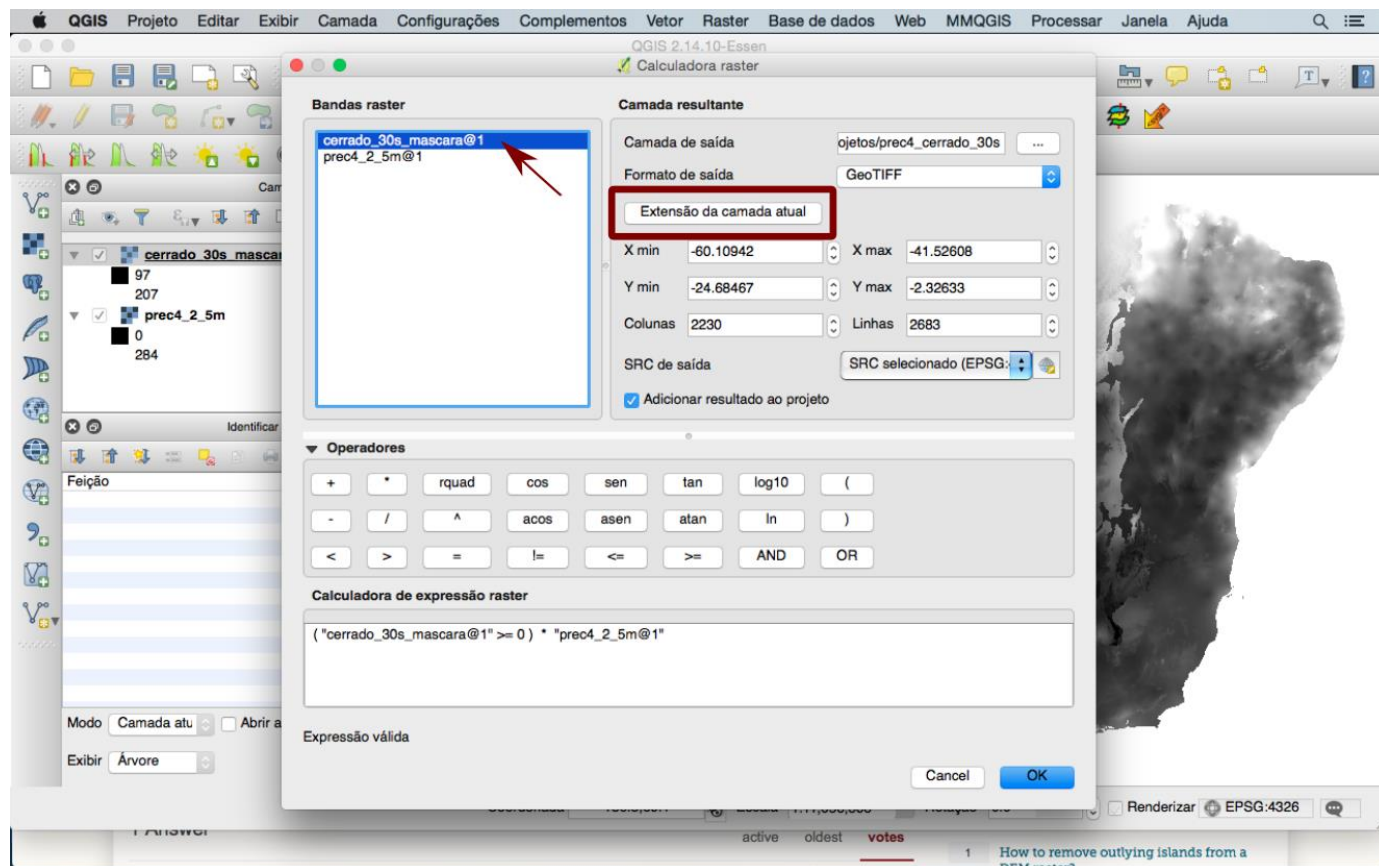 QGIS Projeto Editar Exibir Camada Configurações Complementos Vetor Raster Base de dados Web MMQGIS Processar Janela Ajuda
QGIS 2.14.10-Essen
Calculadora raster
Bandas raster
cerrado_30s_mascara@1
prec4_2_5m@1
Camada resultante
Camada de saída ojetos/prec4_cerrado_30s ...
Formato de saída GeoTIFF
Extensão da camada atual
X min -60.10942 X max -41.52608
Y min -24.68467 Y max -2.32633
Colunas 2230 Linhas 2683
SRC de saída SRC selecionado (EPSG:
Adicionar resultado ao projeto
Cam
cerrado_30s_mascar
97
207
prec4_2_5m
0
284
Identificar
Feição
Operadores
+ * rquad cos sen tan log10 (
- / ^ acos asen atan ln )
< > = != <= >= AND OR
Calculadora de expressão raster
( "cerrado_30s_mascara@1" >= 0 ) * "prec4_2_5m@1"
Expressão válida
Cancel OK
Modo Camada atu Abrir a
Exibir Árvore
Renderizar EPSG:4326
1 Answer
active oldest votes
1 How to remove outlying islands from a